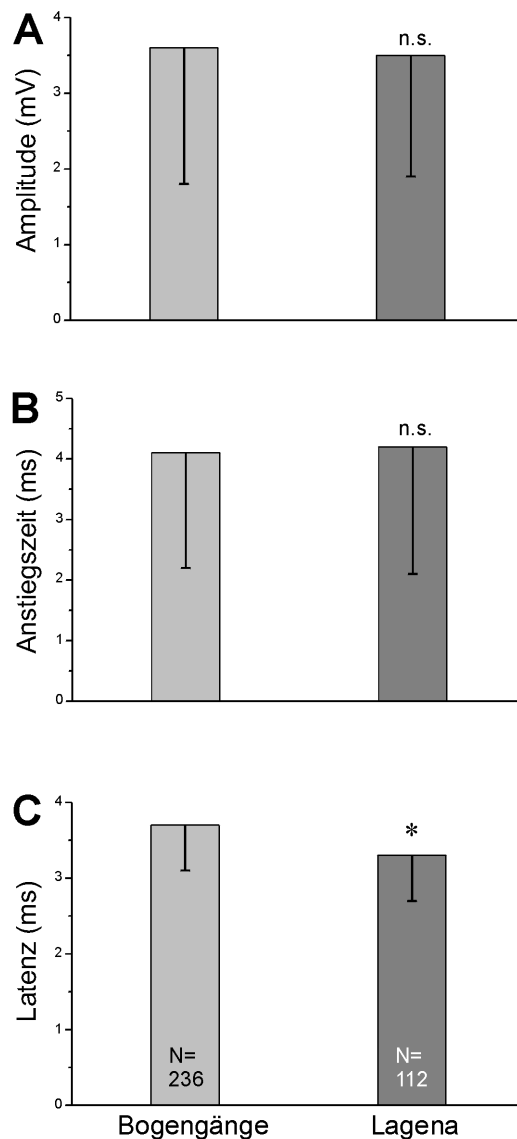 A
Amplitude (mV)
4
3
2
1
0
n.s.
B
Anstiegszeit (ms)
5
4
3
2
1
0
n.s.
C
Latenz (ms)
4
3
2
1
0
*
N=
236
N=
112
Bogengänge
Lagena